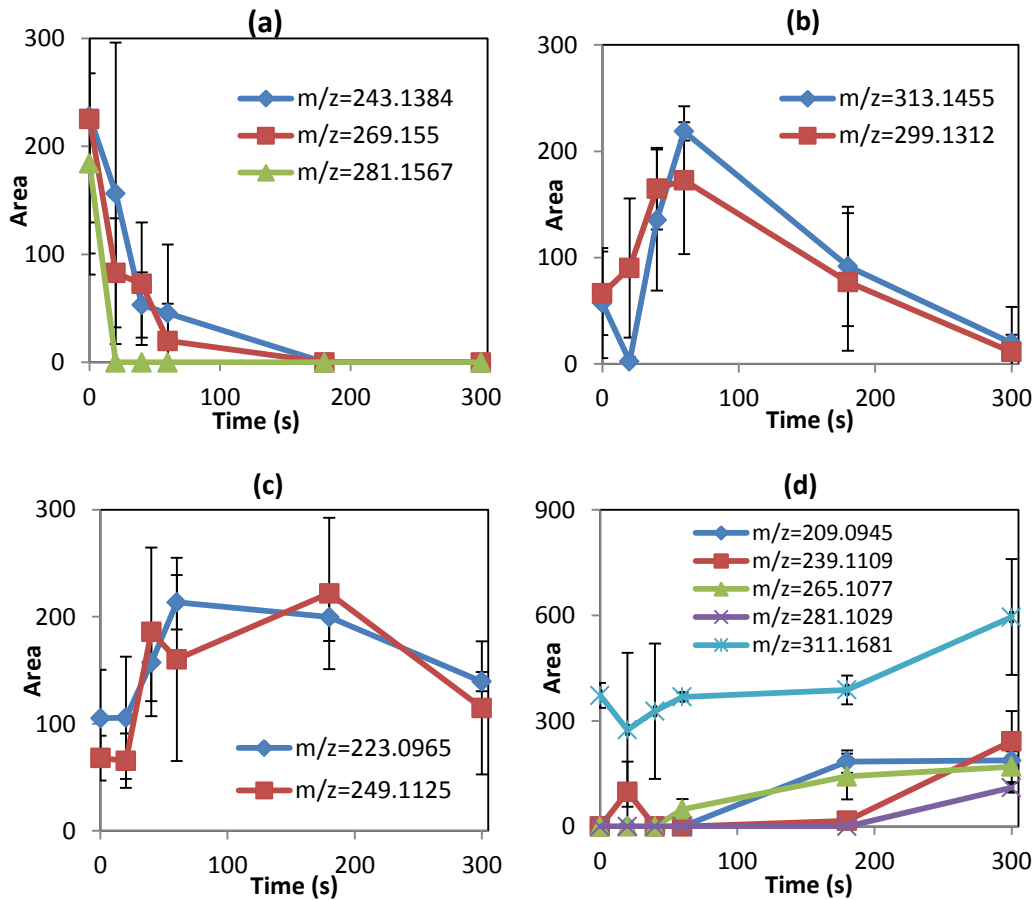 (a)
300
200
100
0
Area
m/z=243.1384
m/z=269.155
m/z=281.1567
0 100 200 300
Time (s)
(b)
300
200
100
0
Area
m/z=313.1455
m/z=299.1312
0 100 200 300
Time (s)
(c)
300
200
100
0
Area
m/z=223.0965
m/z=249.1125
0 100 200 300
Time (s)
(d)
900
600
300
0
Area
m/z=209.0945
m/z=239.1109
m/z=265.1077
m/z=281.1029
m/z=311.1681
0 100 200 300
Time (s)